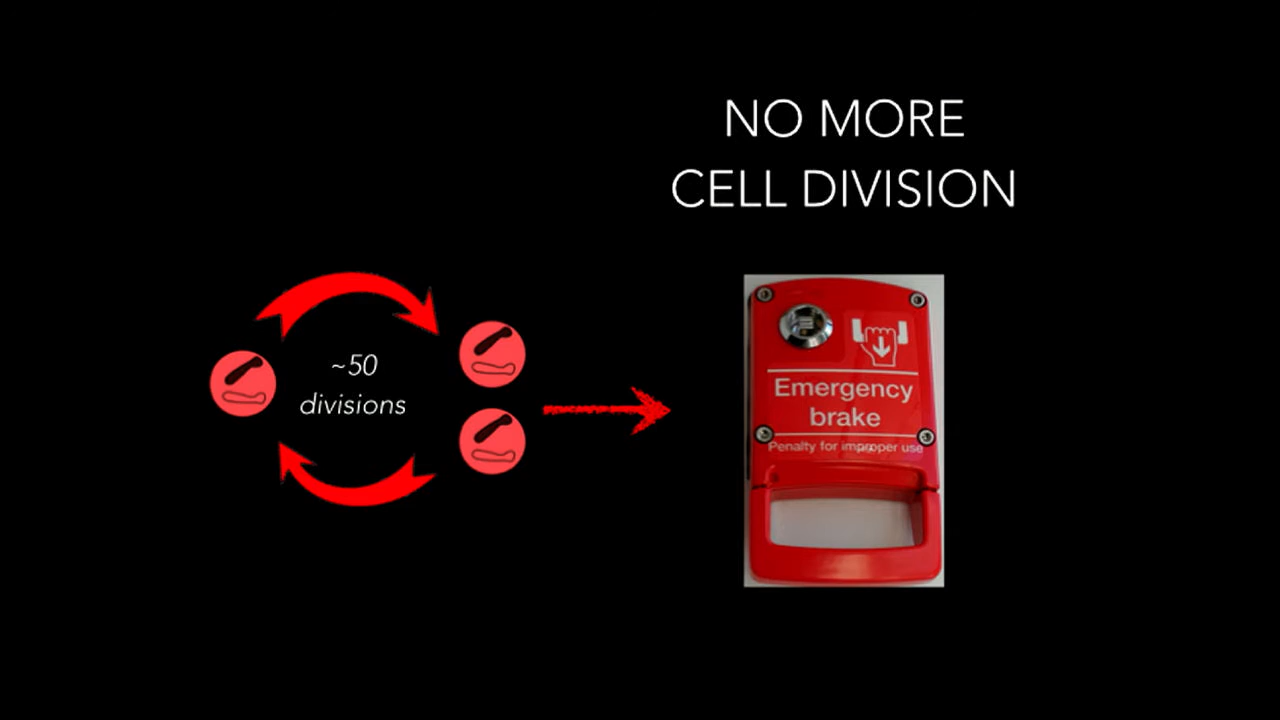 NO MORE
CELL DIVISION
~50
divisions
Emergency
brake
Penalty for improper use